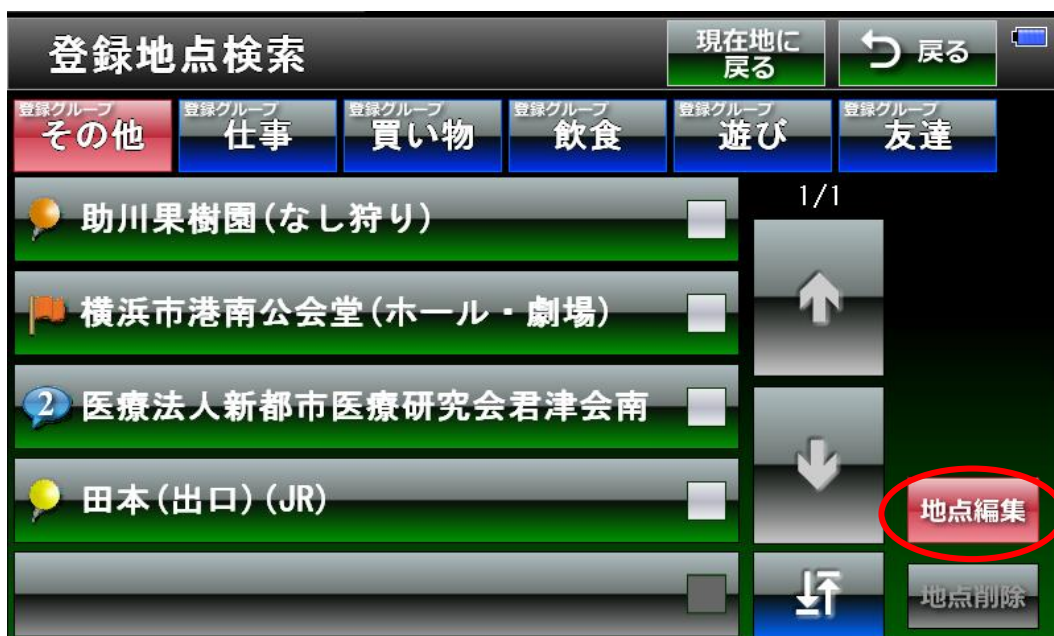 登録地点検索
現在地に
戻る
戻る
登録グループ
その他
登録グループ
仕事
登録グループ
買い物
登録グループ
飲食
登録グループ
遊び
登録グループ
友達
1/1
助川果樹園(なし狩り)
横浜市港南公会堂(ホール・劇場)
2 医療法人新都市医療研究会君津会南
田本(出口)(JR)
地点編集
地点削除